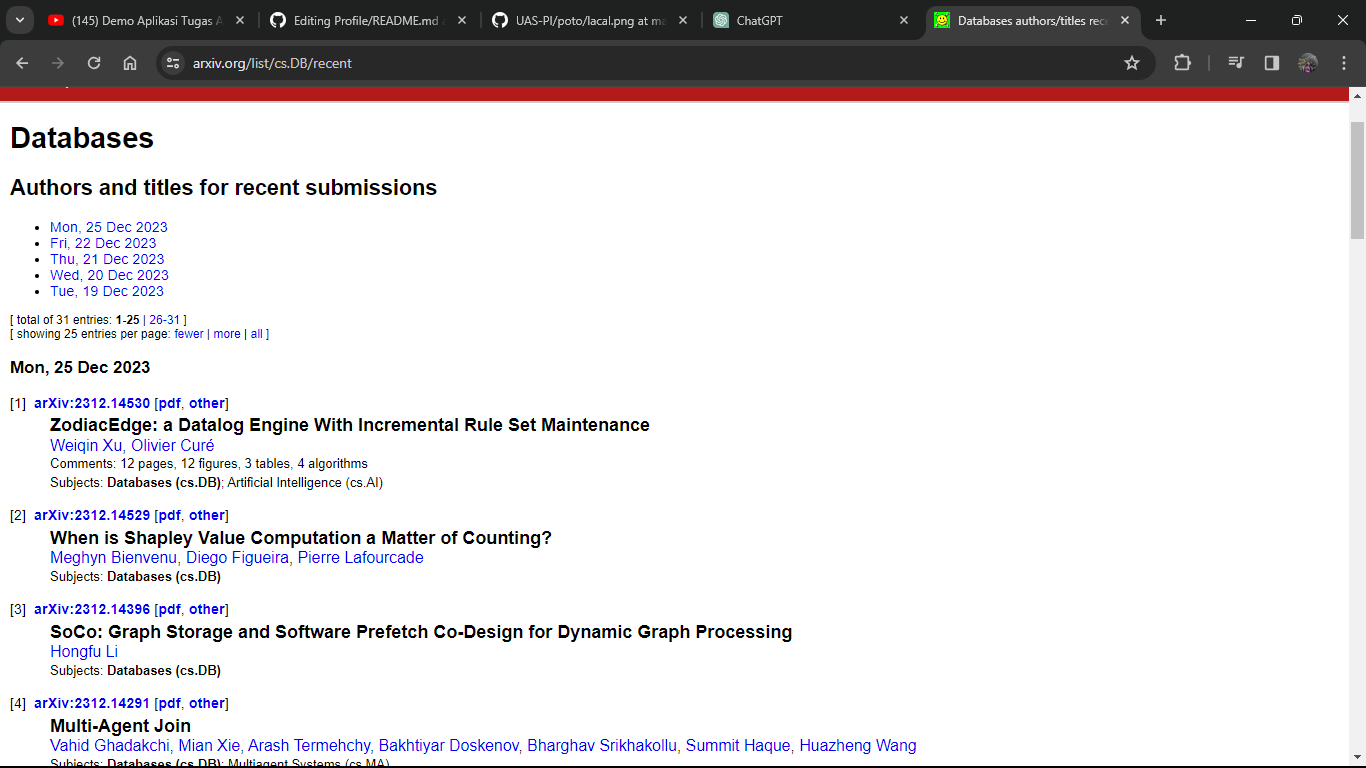 (145) Demo Aplikasi Tugas A
Editing Profile/README.md
UAS-PI/poto/lacal.png at ma
ChatGPT
Databases authors/titles rece
arxiv.org/list/cs.DB/recent
Databases
Authors and titles for recent submissions
• Mon, 25 Dec 2023
• Fri, 22 Dec 2023
• Thu, 21 Dec 2023
• Wed, 20 Dec 2023
• Tue, 19 Dec 2023
[ total of 31 entries: 1-25 | 26-31 ]
[ showing 25 entries per page: fewer | more | all ]
Mon, 25 Dec 2023
[1] arXiv:2312.14530 [pdf, other]
ZodiacEdge: a Datalog Engine With Incremental Rule Set Maintenance
Weiqin Xu, Olivier Curé
Comments: 12 pages, 12 figures, 3 tables, 4 algorithms
Subjects: Databases (cs.DB); Artificial Intelligence (cs.AI)
[2] arXiv:2312.14529 [pdf, other]
When is Shapley Value Computation a Matter of Counting?
Meghyn Bienvenu, Diego Figueira, Pierre Lafourcade
Subjects: Databases (cs.DB)
[3] arXiv:2312.14396 [pdf, other]
SoCo: Graph Storage and Software Prefetch Co-Design for Dynamic Graph Processing
Hongfu Li
Subjects: Databases (cs.DB)
[4] arXiv:2312.14291 [pdf, other]
Multi-Agent Join
Vahid Ghadakchi, Mian Xie, Arash Termehchy, Bakhtiyar Doskenov, Bharghav Srikhakollu, Summit Haque, Huazheng Wang
Subjects: Databases (cs.DB); Multiagent Systems (cs.MA)